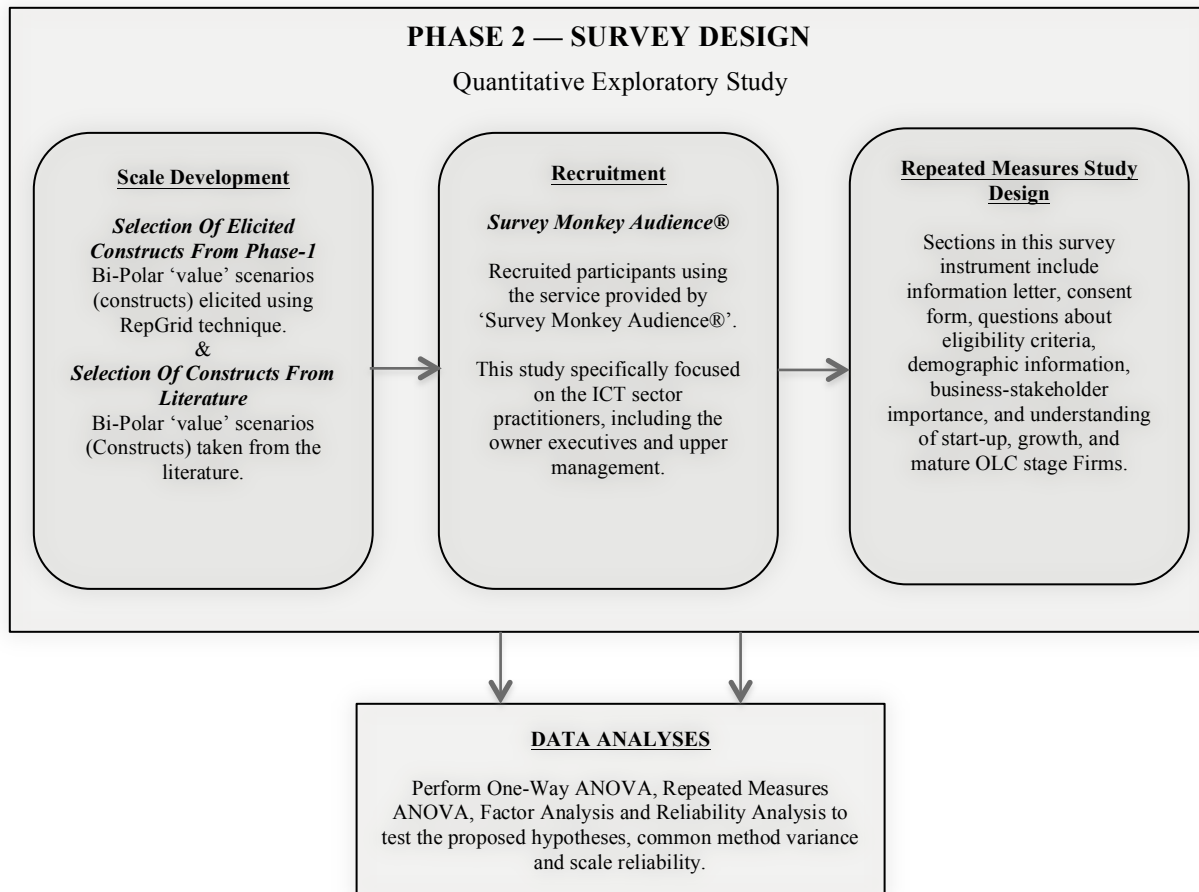 PHASE 2 — SURVEY DESIGN
Quantitative Exploratory Study
Scale Development
Selection Of Elicited
Constructs From Phase-1
Bi-Polar ‘value’ scenarios
(constructs) elicited using
RepGrid technique.
&
Selection Of Constructs From
Literature
Bi-Polar ‘value’ scenarios
(Constructs) taken from the
literature.
Recruitment
Survey Monkey Audience®
Recruited participants using
the service provided by
‘Survey Monkey Audience®’.
This study specifically focused
on the ICT sector
practitioners, including the
owner executives and upper
management.
Repeated Measures Study
Design
Sections in this survey
instrument include
information letter, consent
form, questions about
eligibility criteria,
demographic information,
business-stakeholder
importance, and understanding
of start-up, growth, and
mature OLC stage Firms.
DATA ANALYSES
Perform One-Way ANOVA, Repeated Measures
ANOVA, Factor Analysis and Reliability Analysis to
test the proposed hypotheses, common method variance
and scale reliability.